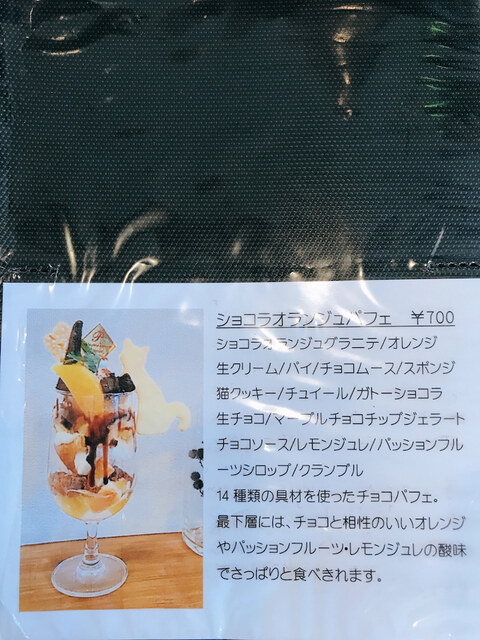 ショコラオランジュパフェ　￥700
ショコラオランジュグラニテ/オレンジ
生クリーム/パイ/チョコムース/スポンジ
猫クッキー/チュイール/ガトーショコラ
生チョコ/マーブルチョコチップジェラート
チョコソース/レモンジュレ/パッションフル
ーツシロップ/クランブル
14種類の具材を使ったチョコパフェ。
最下層には、チョコと相性のいいオレンジ
やパッションフルーツ・レモンジュレの酸味
でさっぱりと食べきれます。